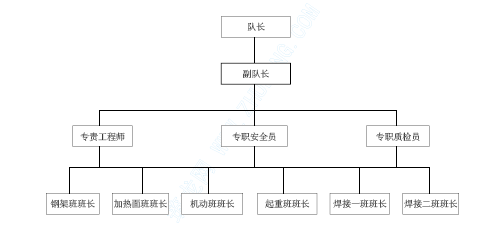 队长
副队长
专责工程师
专职安全员
专职质检员
钢架班班长
加热面班班长
机动班班长
起重班班长
焊接一班班长
焊接二班班长